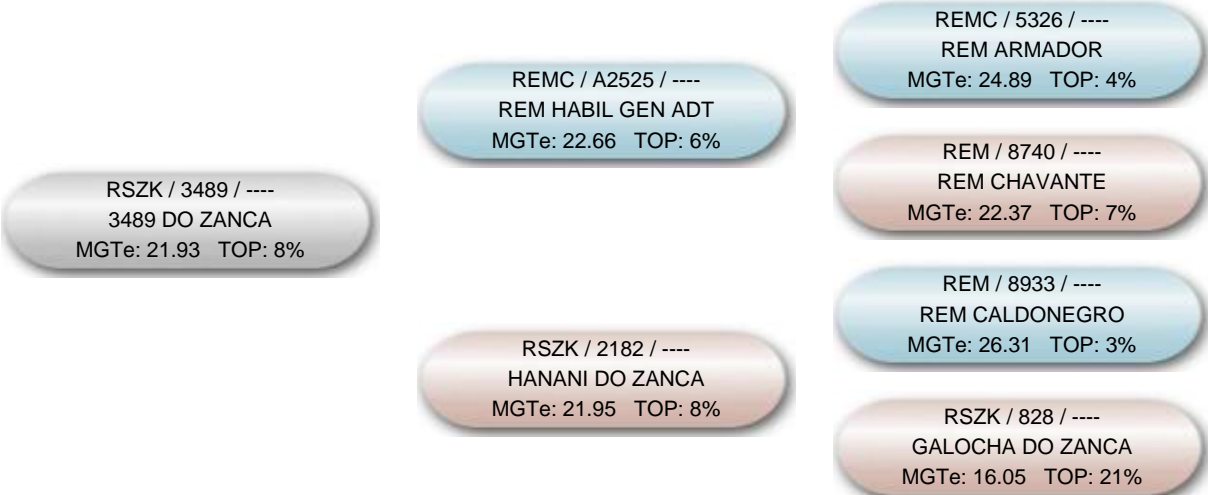 RSZK / 3489 / ----
3489 DO ZANCA
MGTe: 21.93 TOP: 8%
REMC / A2525 / ----
REM HABIL GEN ADT
MGTe: 22.66 TOP: 6%
RSZK / 2182 / ----
HANANI DO ZANCA
MGTe: 21.95 TOP: 8%
REMC / 5326 / ----
REM ARMADOR
MGTe: 24.89 TOP: 4%
REM / 8740 / ----
REM CHAVANTE
MGTe: 22.37 TOP: 7%
REM / 8933 / ----
REM CALDONEGRO
MGTe: 26.31 TOP: 3%
RSZK / 828 / ----
GALOCHA DO ZANCA
MGTe: 16.05 TOP: 21%